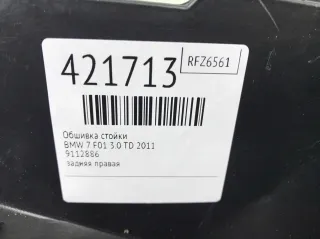 421713
RFZ6561
Обшивка стойки
BMW 7 F01 3.0 TD 2011
9112886
задняя правая